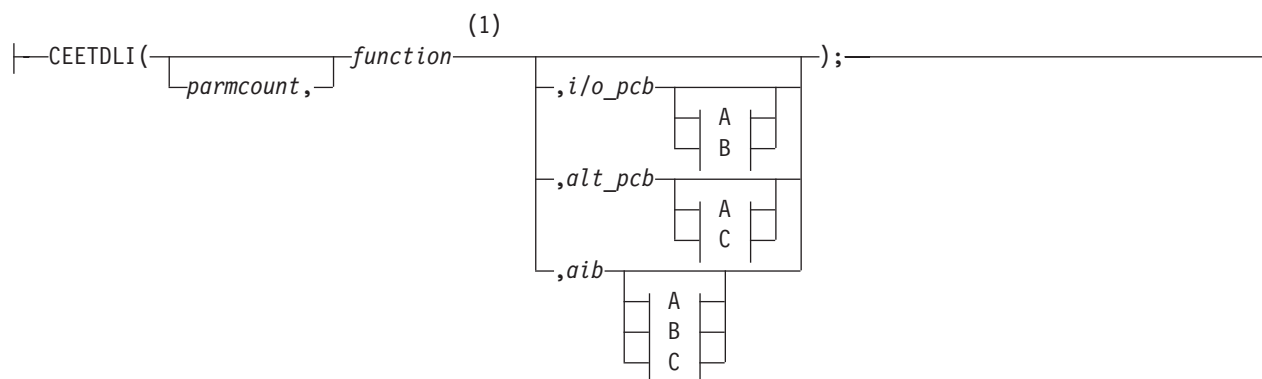 (1)
CEETDLI( function );
parmcount, ,i/o_pcb
A
B
,alt_pcb
A
C
,aib
A
B
C